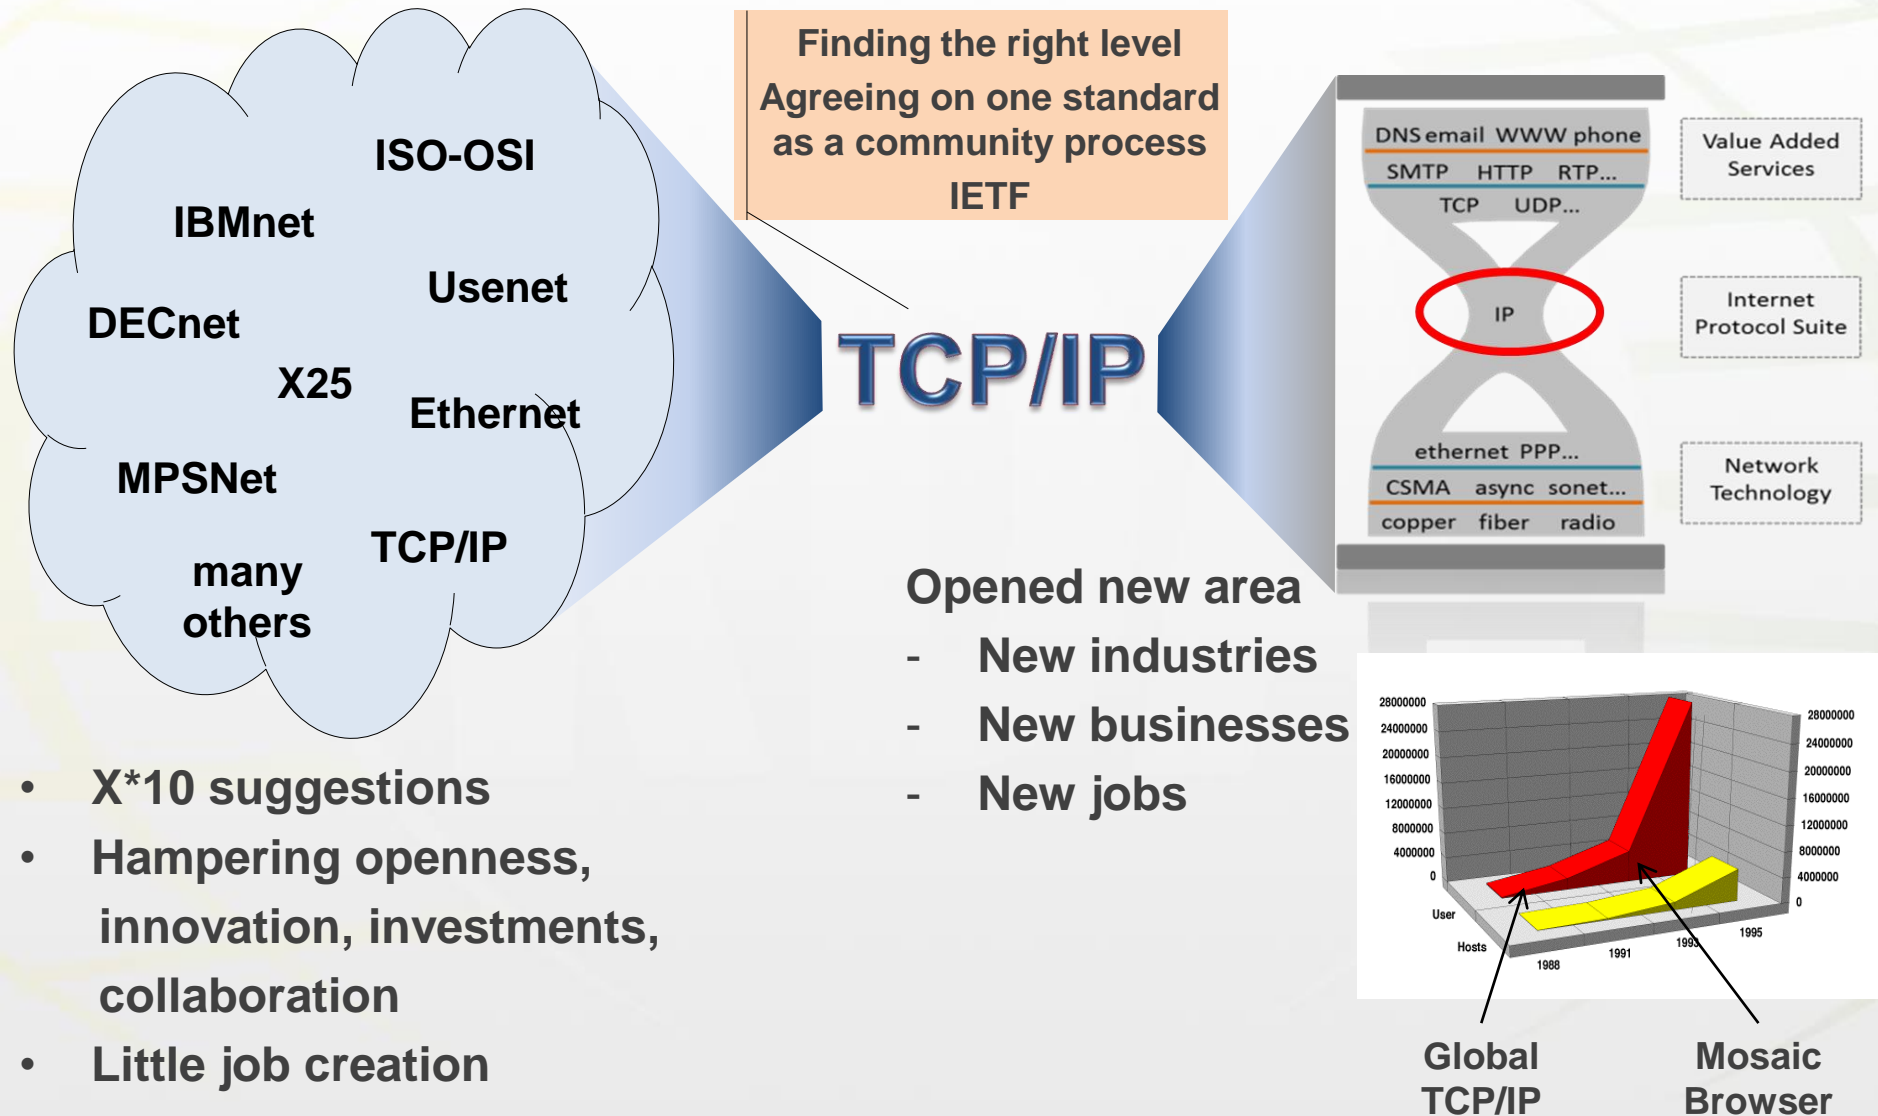 ISO-OSI
IBMnet
Usenet
DECnet
X25
Ethernet
MPSNet
TCP/IP
many
others
• X*10 suggestions
• Hampering openness,
innovation, investments,
collaboration
• Little job creation
Finding the right level
Agreeing on one standard
as a community process
IETF
TCP/IP
Opened new area
- New industries
- New businesses
- New jobs
DNS email WWW phone
SMTP HTTP RTP...
TCP UDP...
IP
ethernet PPP...
CSMA async sonet...
copper fiber radio
Value Added
Services
Internet
Protocol Suite
Network
Technology
28000000
24000000
20000000
16000000
12000000
8000000
4000000
0
28000000
24000000
20000000
16000000
12000000
8000000
4000000
0
User
Hosts
1988
1991
1993
1995
Global
TCP/IP
Mosaic
Browser